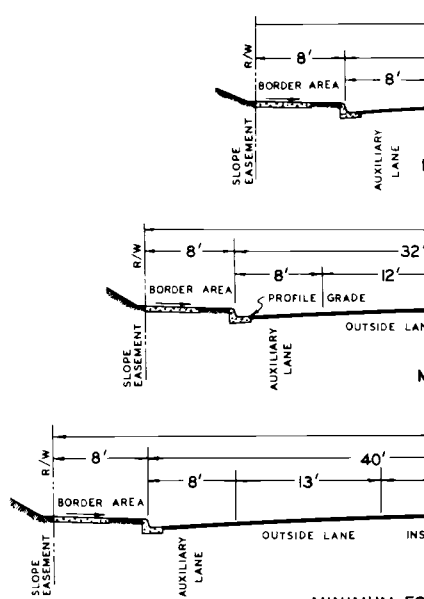 R/W
8'
8'
BORDER AREA
SLOPE
EASEMENT
AUXILIARY
LANE
R/W
8'
32'
8'
12'
BORDER AREA
PROFILE GRADE
OUTSIDE LAN
SLOPE
EASEMENT
AUXILIARY
LANE
R/W
8'
40'
8'
13'
BORDER AREA
OUTSIDE LANE
INS
SLOPE
EASEMENT
AUXILIARY
LANE